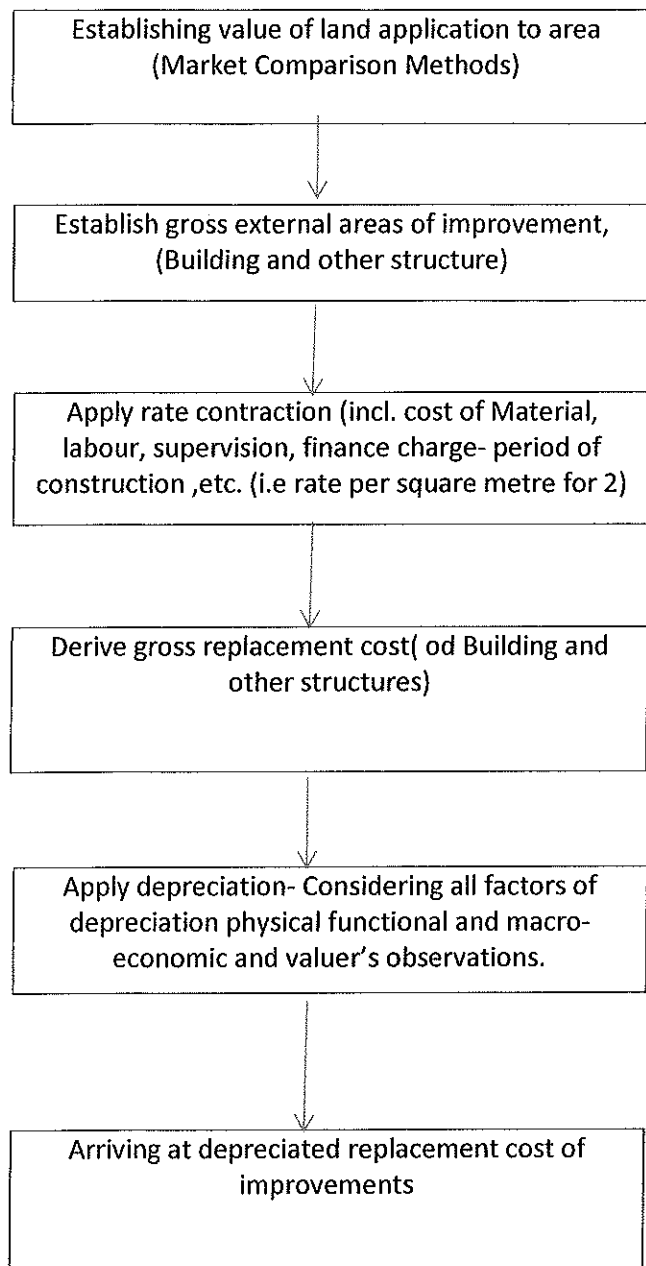 Establishing value of land application to area
(Market Comparison Methods)
Establish gross external areas of improvement,
(Building and other structure)
Apply rate contraction (incl. cost of Material,
labour, supervision, finance charge- period of
construction ,etc. (i.e rate per square metre for 2)
Derive gross replacement cost( od Building and
other structures)
Apply depreciation- Considering all factors of
depreciation physical functional and macro-
economic and valuer's observations.
Arriving at depreciated replacement cost of
improvements